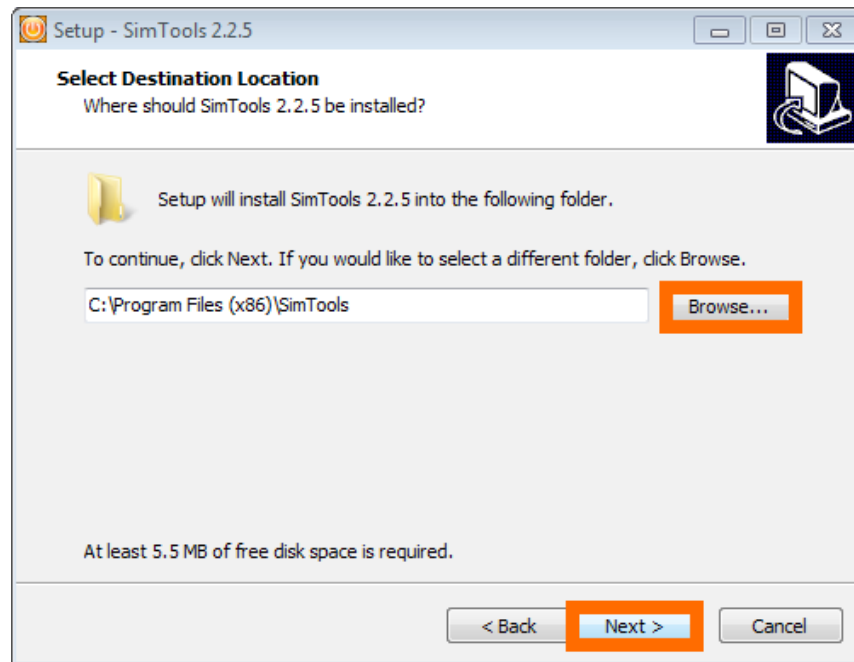 Setup - SimTools 2.2.5
Select Destination Location
Where should SimTools 2.2.5 be installed?
Setup will install SimTools 2.2.5 into the following folder.
To continue, click Next. If you would like to select a different folder, click Browse.
C:\Program Files (x86)\SimTools
Browse...
At least 5.5 MB of free disk space is required.
< Back
Next >
Cancel